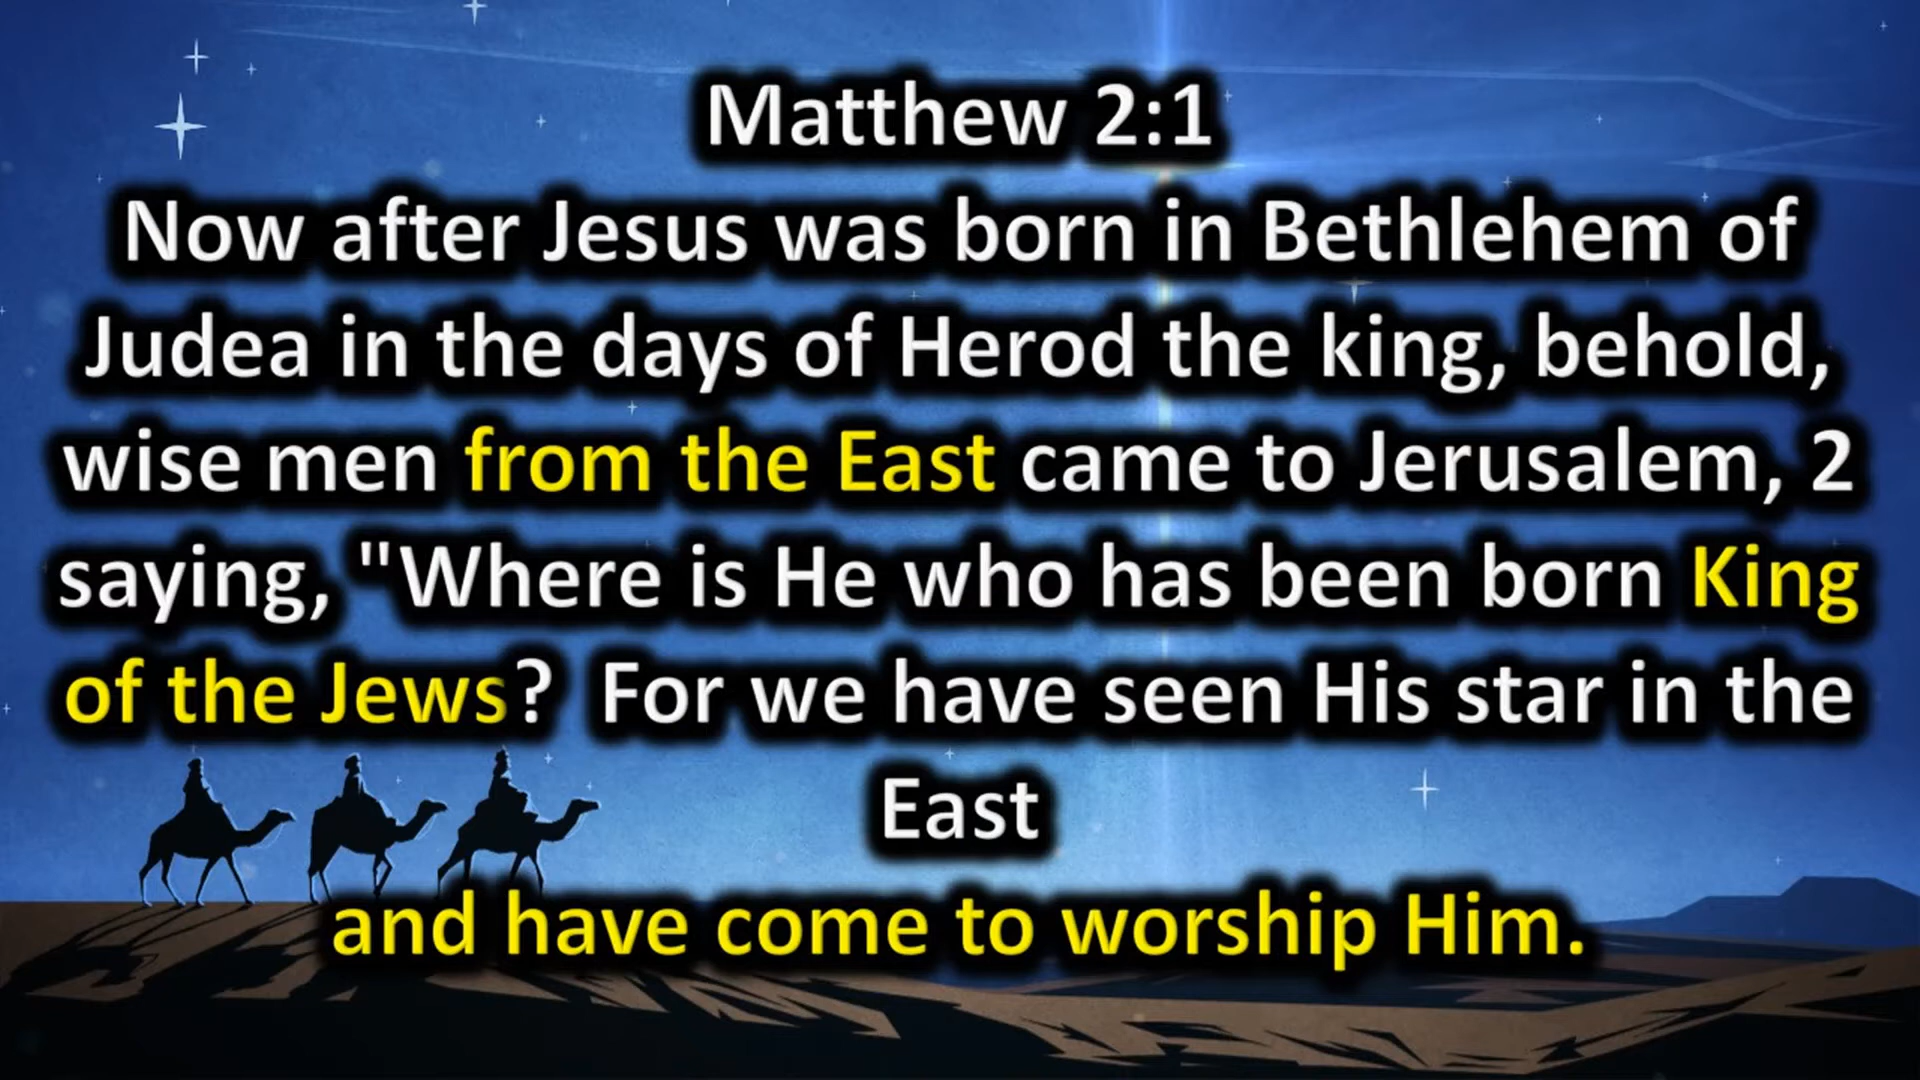 Matthew 2:1
Now after Jesus was born in Bethlehem of
Judea in the days of Herod the king, behold,
wise men from the East came to Jerusalem, 2
saying, "Where is He who has been born King
of the Jews?  For we have seen His star in the
East
and have come to worship Him.